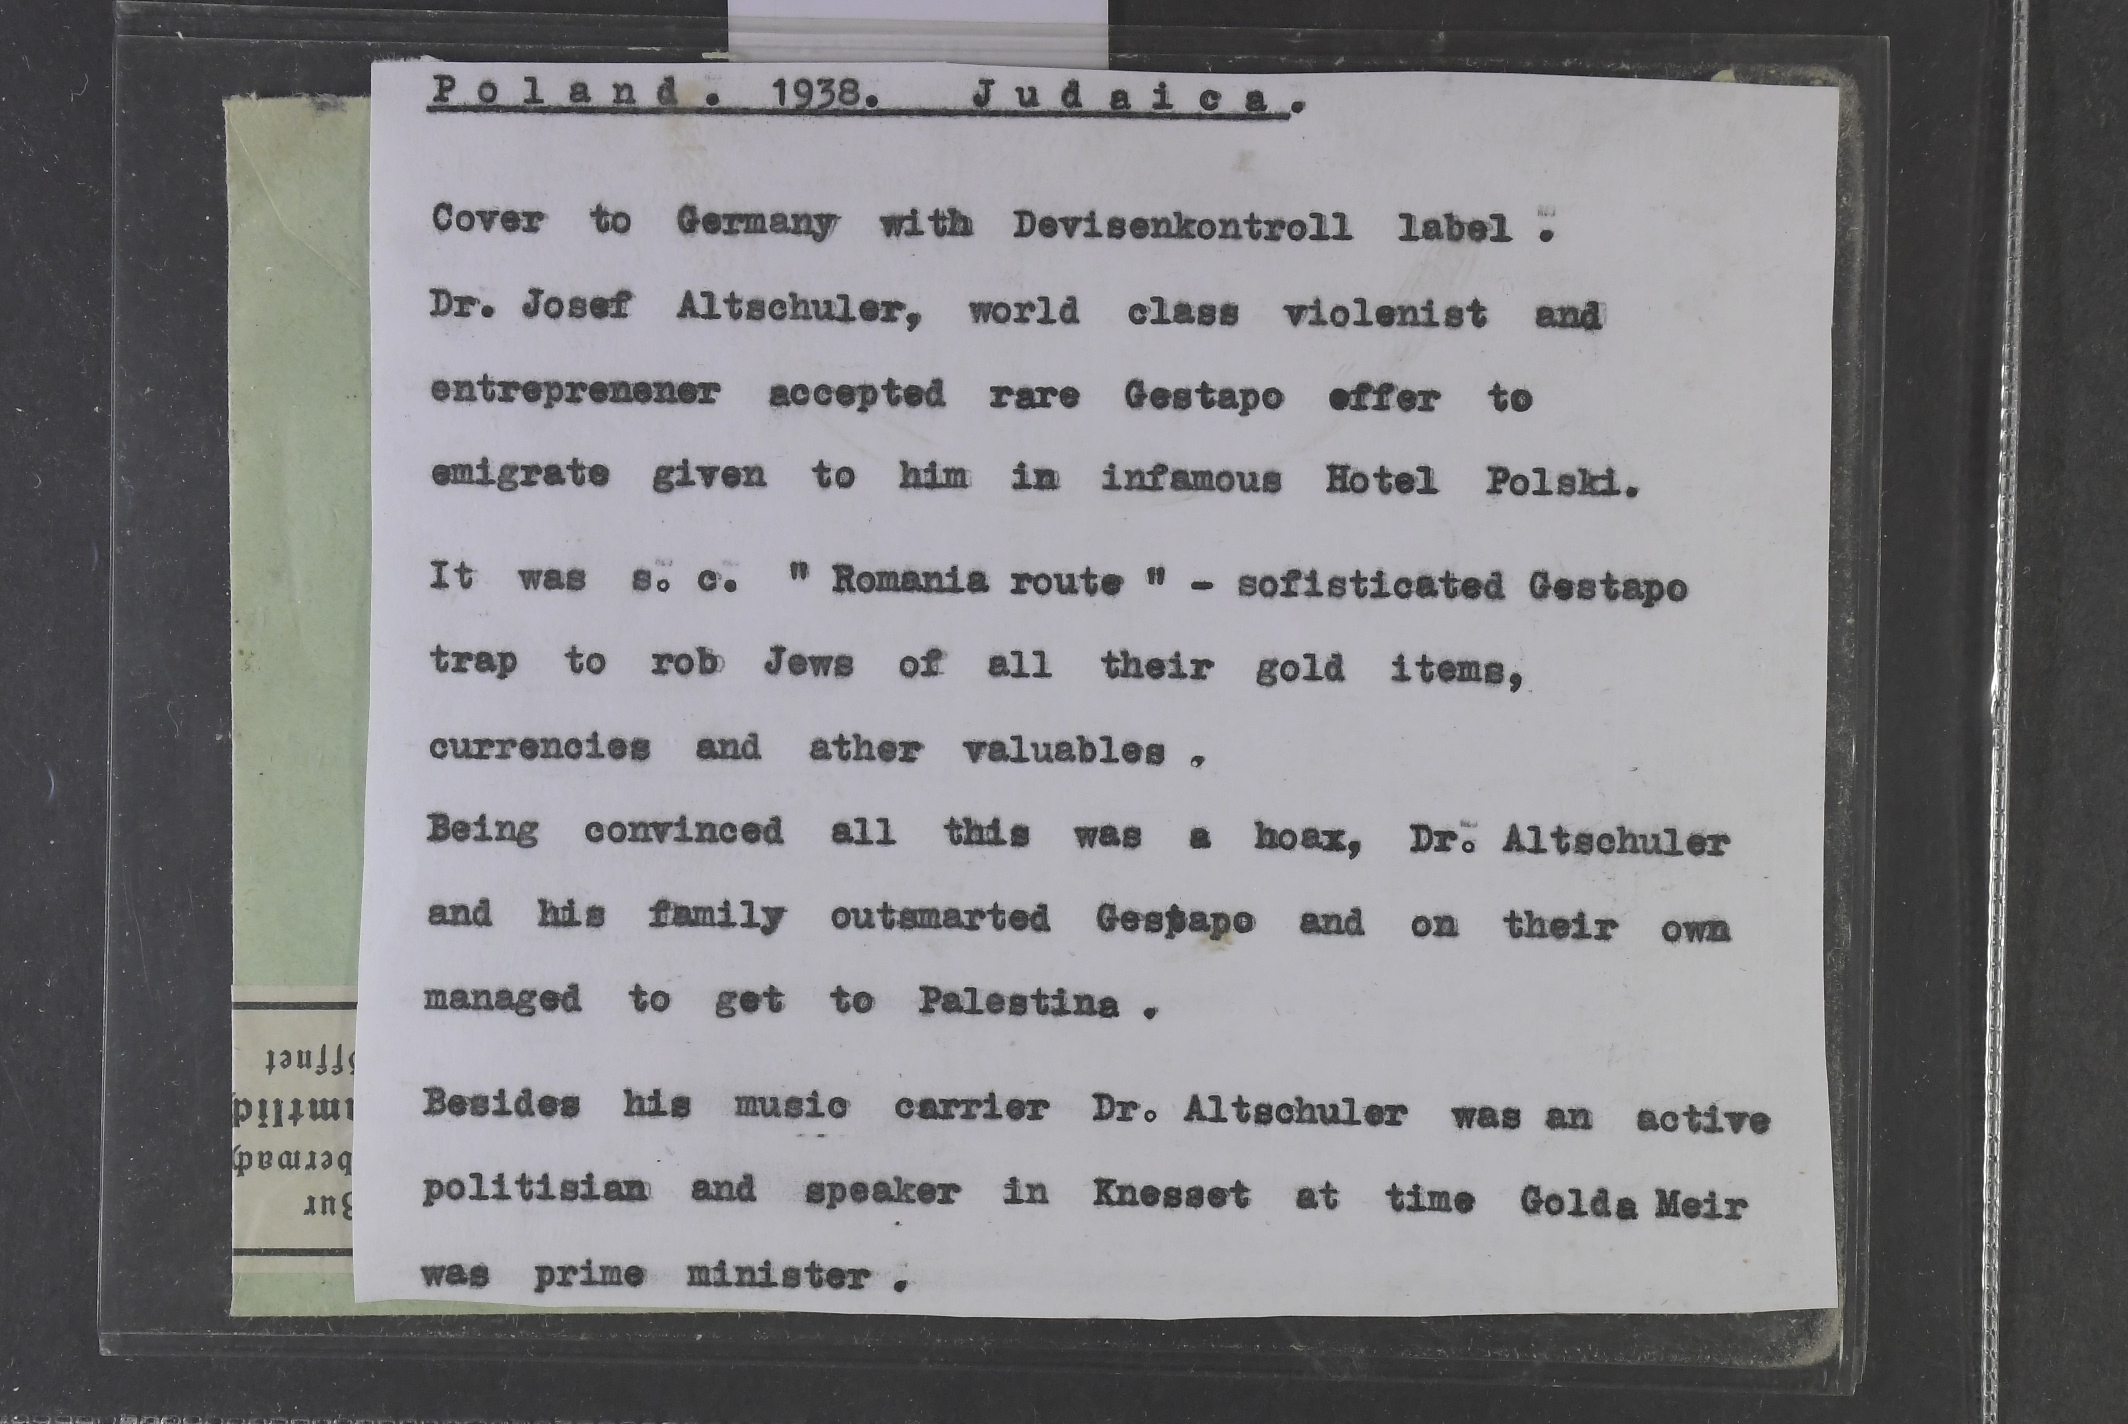 P o l a n d . 1938. J u d a i c a .
Cover to Germany with Devisenkontroll label .
Dr. Josef Altschuler, world class violenist and
entreprenener accepted rare Gestapo offer to
emigrate given to him in infamous Hotel Polski.
It was s. c. " Romania route " - sofisticated Gestapo
trap to rob Jews of all their gold items,
currencies and ather valuables .
Being convinced all this was a hoax, Dr. Altschuler
and his family outsmarted Gestapo and on their own
managed to get to Palestina .
Besides his music carrier Dr. Altschuler was an active
politisian and speaker in Knesset at time Golda Meir
was prime minister .
Zur